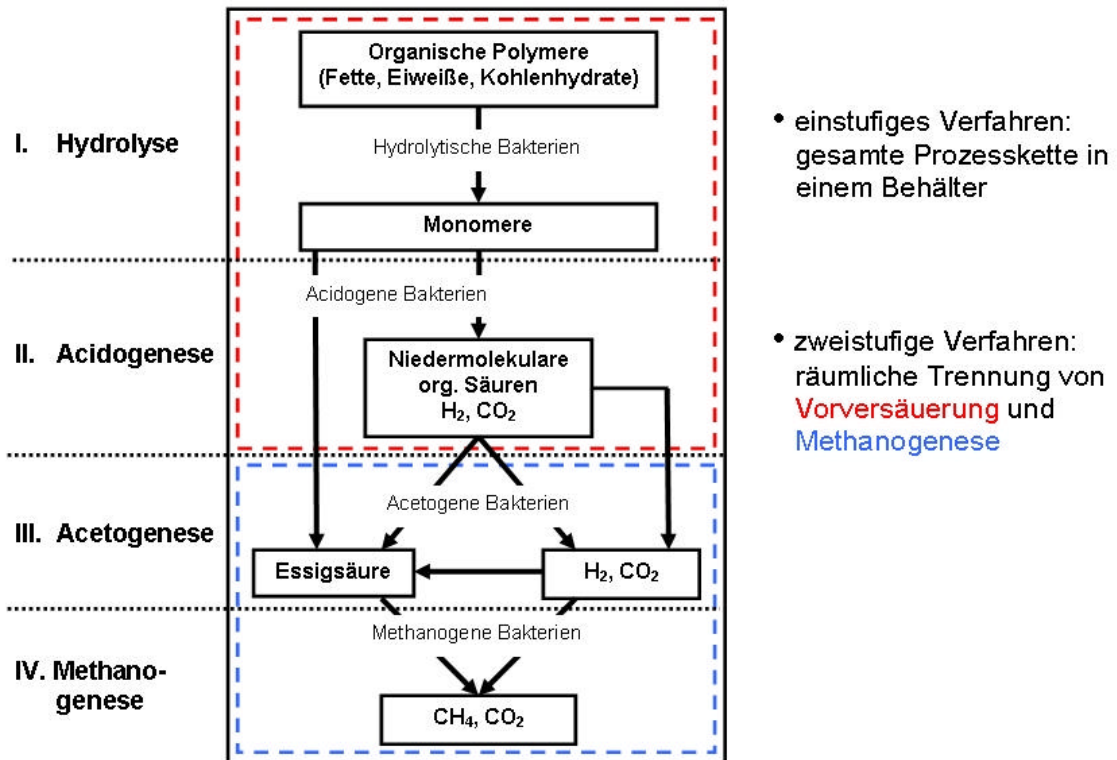 Organische Polymere
(Fette, Eiweiße, Kohlenhydrate)
I. Hydrolyse
Hydrolytische Bakterien
Monomere
Acidogene Bakterien
II. Acidogenese
Niedermolekulare
org. Säuren
H₂, CO₂
III. Acetogenese
Acetogene Bakterien
Essigsäure
H₂, CO₂
Methanogene Bakterien
IV. Methano-
genese
CH₄, CO₂
• einstufiges Verfahren:
gesamte Prozesskette in
einem Behälter
• zweistufige Verfahren:
räumliche Trennung von
Vorversäuerung und
Methanogenese